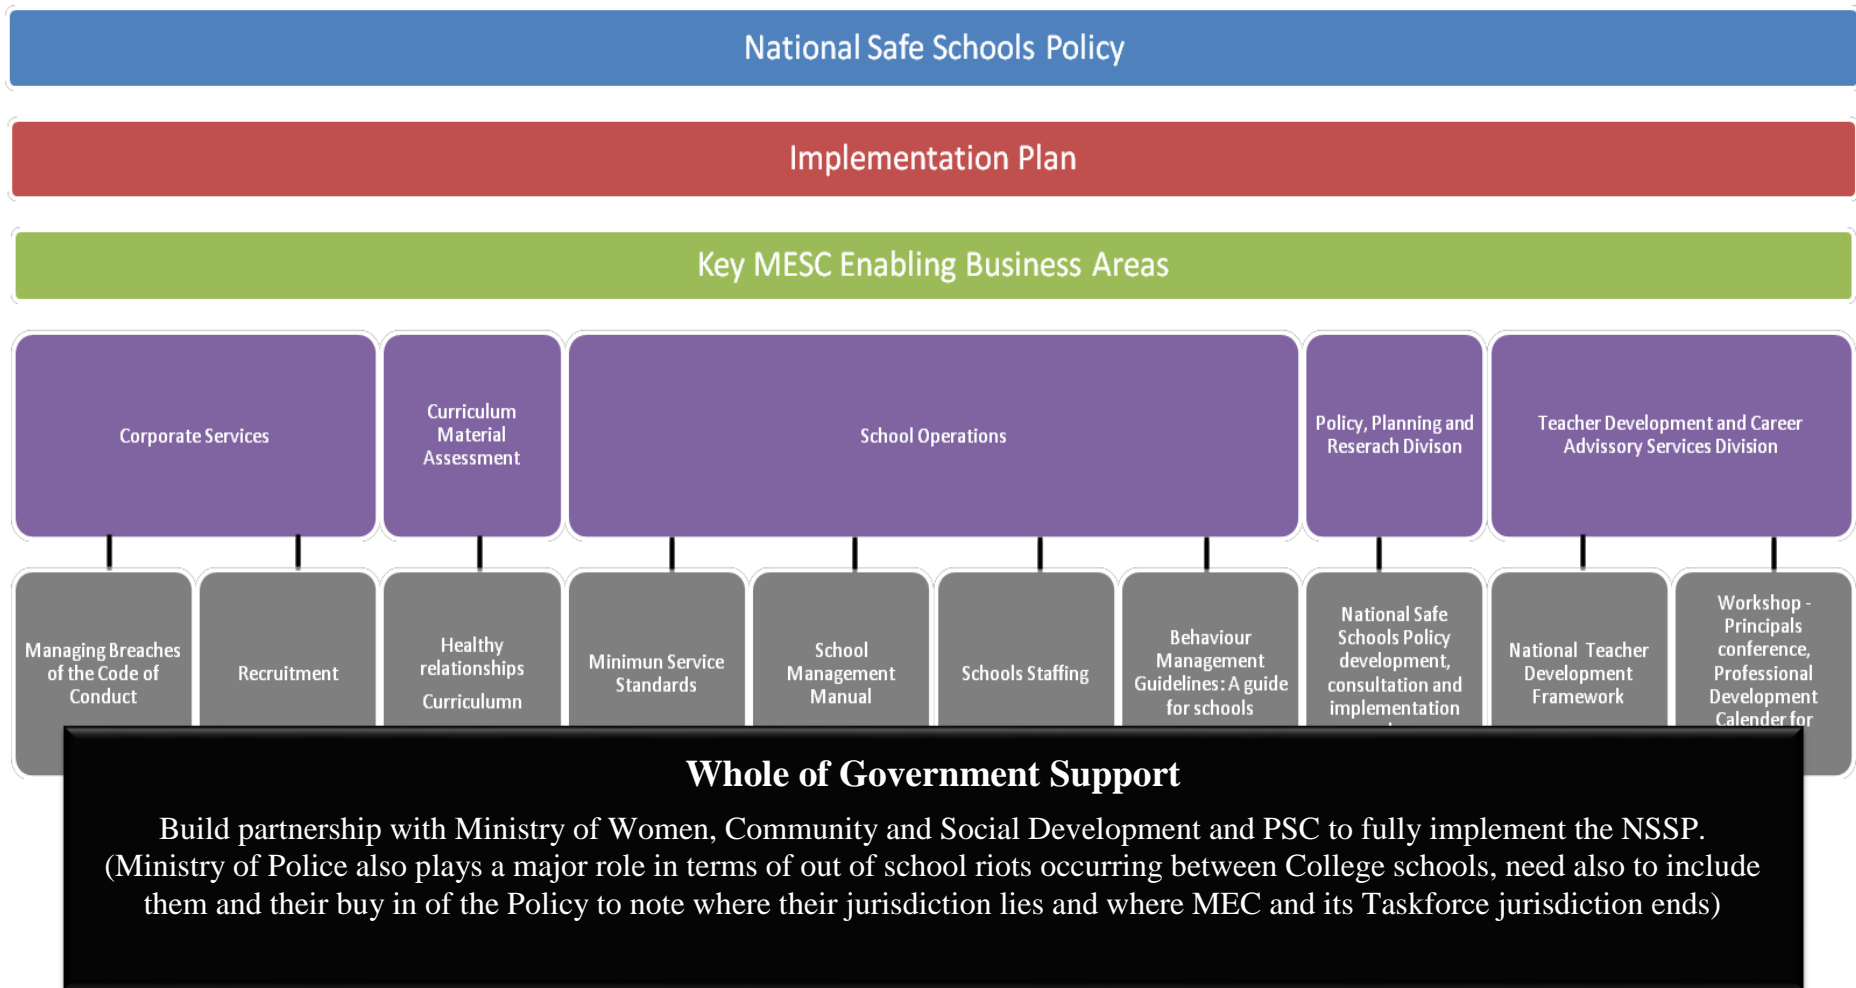 National Safe Schools Policy
Implementation Plan
Key MESC Enabling Business Areas
Corporate Services
Curriculum
Material
Assessment
School Operations
Policy, Planning and
Reserach Divison
Teacher Development and Career
Advisory Services Division
Managing Breaches
of the Code of
Conduct
Recruitment
Healthy
relationships
Curriculumn
Minimun Service
Standards
School
Management
Manual
Schools Staffing
Behaviour
Management
Guidelines: A guide
for schools
National Safe
Schools Policy
development,
consultation and
implementation
National Teacher
Development
Framework
Workshop -
Principals
conference,
Professional
Development
Calender for
Whole of Government Support
Build partnership with Ministry of Women, Community and Social Development and PSC to fully implement the NSSP.
(Ministry of Police also plays a major role in terms of out of school riots occurring between College schools, need also to include
them and their buy in of the Policy to note where their jurisdiction lies and where MEC and its Taskforce jurisdiction ends)